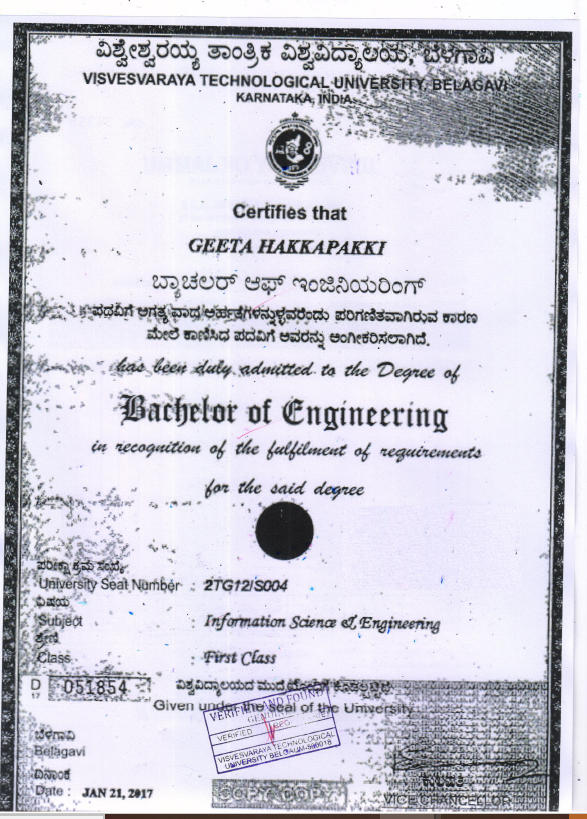 ವಿಶ್ವೇಶ್ವರಯ್ಯ ತಾಂತ್ರಿಕ ವಿಶ್ವವಿದ್ಯಾಲಯ, ಬೆಳಗಾವಿ
VISVESVARAYA TECHNOLOGICAL UNIVERSITY, BELAGAVI
KARNATAKA, INDIA
Certifies that
GEETA HAKKAPAKKI
ಬ್ಯಾಚಲರ್ ಆಫ್ ಇಂಜಿನಿಯರಿಂಗ್
ಪದವಿಗೆ ಅಗತ್ಯವಾದ ಅರ್ಹತೆಗಳನ್ನುಳ್ಳವರೆಂದು ಪರಿಗಣಿತವಾಗಿರುವ ಕಾರಣ
ಮೇಲೆ ಕಾಣಿಸಿಧ ಪದವಿಗೆ ಅವರನ್ನು ಅಂಗೀಕರಿಸಲಾಗಿದೆ.
has been duly admitted to the Degree of
Bachelor of Engineering
in recognition of the fulfilment of requirements
for the said degree
ಪರೀಕ್ಷಾ ಕ್ರಮ ಸಂಖ್ಯೆ
University Seat Number : 2TG12IS004
ವಿಷಯ
Subject : Information Science & Engineering
ಶ್ರೇಣಿ
Class : First Class
D 17 051854
ವಿಶ್ವವಿದ್ಯಾಲಯದ ಮುದ್ರೆಯೊಂದಿಗೆ ಕೊಡಲ್ಪಟ್ಟಿದೆ
Given under the seal of the University
VERIFIED AND FOUND
GENUINE
VERIFIED
VISVESVARAYA TECHNOLOGICAL
UNIVERSITY BELGAUM-590018
ಬೆಳಗಾವಿ
Belagavi
ದಿನಾಂಕ
Date : JAN 21, 2017
COPY COPY
VICE CHANCELLOR